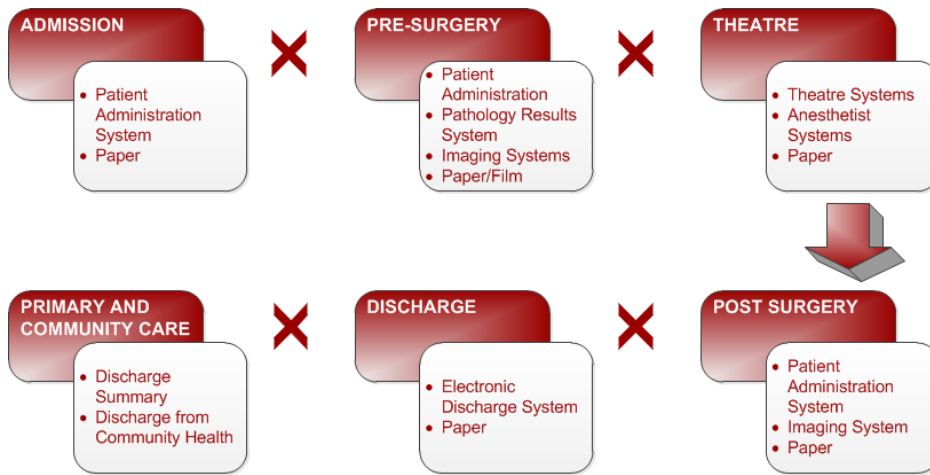 ADMISSION
• Patient
Administration
System
• Paper
PRE-SURGERY
• Patient
Administration
• Pathology Results
System
• Imaging Systems
• Paper/Film
THEATRE
• Theatre Systems
• Anesthetist
Systems
• Paper
PRIMARY AND
COMMUNITY CARE
• Discharge
Summary
• Discharge from
Community Health
DISCHARGE
• Electronic
Discharge System
• Paper
POST SURGERY
• Patient
Administration
System
• Imaging System
• Paper